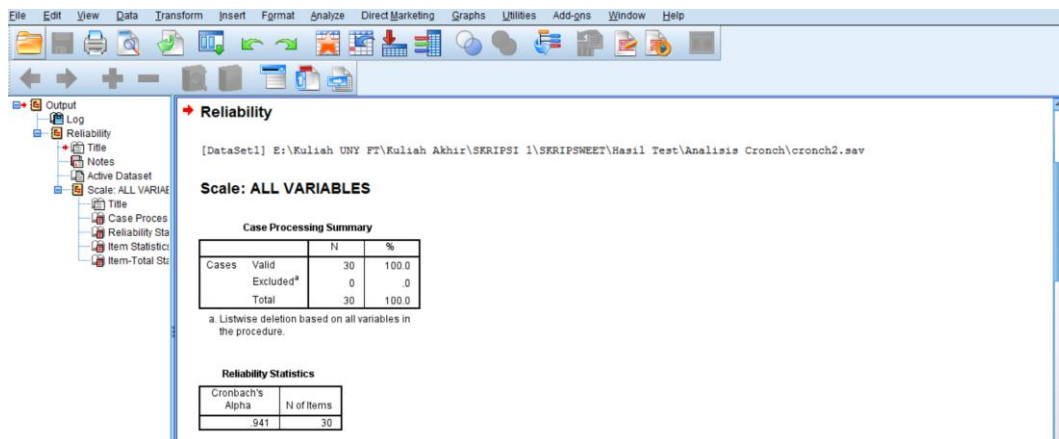 File Edit View Data Transform Insert Format Analyze Direct Marketing Graphs Utilities Add-ons Window Help
Output
Log
Reliability
Title
Notes
Active Dataset
Scale: ALL VARIAE
Title
Case Proces
Reliability Sta
Item Statistics
Item-Total Sta
Reliability
[DataSet1] E:\Kuliah UNY FT\Kuliah Akhir\SKRIPSI 1\SKRIPSWEET\Hasil Test\Analisis Cronch\cronch2.sav
Scale: ALL VARIABLES
Case Processing Summary
N %
Cases Valid 30 100.0
Excludedª 0 .0
Total 30 100.0
a. Listwise deletion based on all variables in
the procedure.
Reliability Statistics
Cronbach's
Alpha N of Items
.941 30